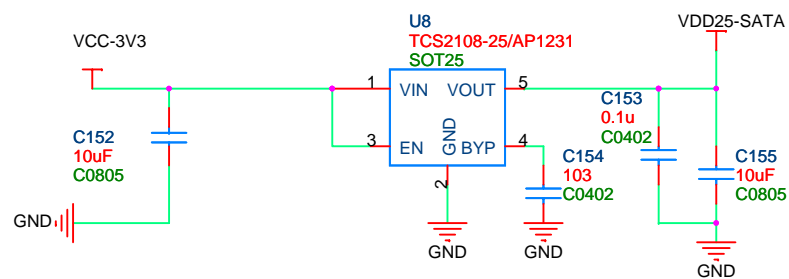 VCC-3V3
U8
TCS2108-25/AP1231
SOT25
VDD25-SATA
1
VIN
VOUT
5
3
EN
GND
BYP
4
2
C152
10uF
C0805
GND
GND
C154
103
C0402
GND
C153
0.1u
C0402
C155
10uF
C0805
GND